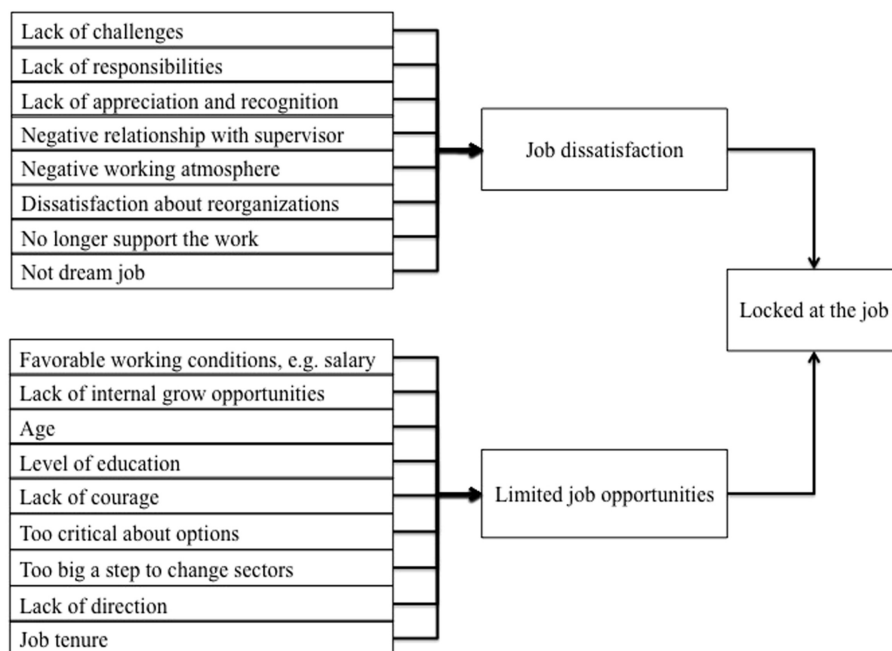 Lack of challenges
Lack of responsibilities
Lack of appreciation and recognition
Negative relationship with supervisor
Negative working atmosphere
Dissatisfaction about reorganizations
No longer support the work
Not dream job
Job dissatisfaction
Locked at the job
Favorable working conditions, e.g. salary
Lack of internal grow opportunities
Age
Level of education
Lack of courage
Too critical about options
Too big a step to change sectors
Lack of direction
Job tenure
Limited job opportunities